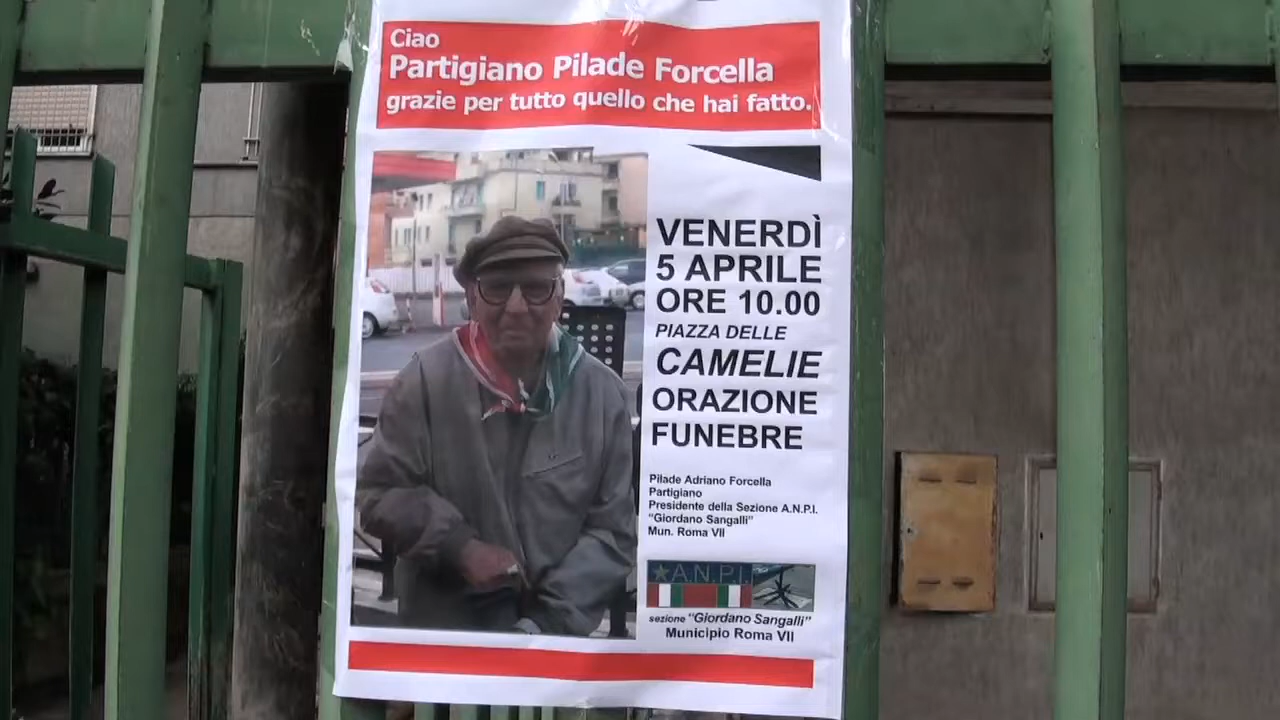 Ciao
Partigiano Pilade Forcella
grazie per tutto quello che hai fatto.
VENERDÌ
5 APRILE
ORE 10.00
PIAZZA DELLE
CAMELIE
ORAZIONE
FUNEBRE
Pilade Adriano Forcella
Partigiano
Presidente della Sezione A.N.P.I.
"Giordano Sangalli"
Mun. Roma VII
A.N.P.I.
sezione "Giordano Sangalli"
Municipio Roma VII